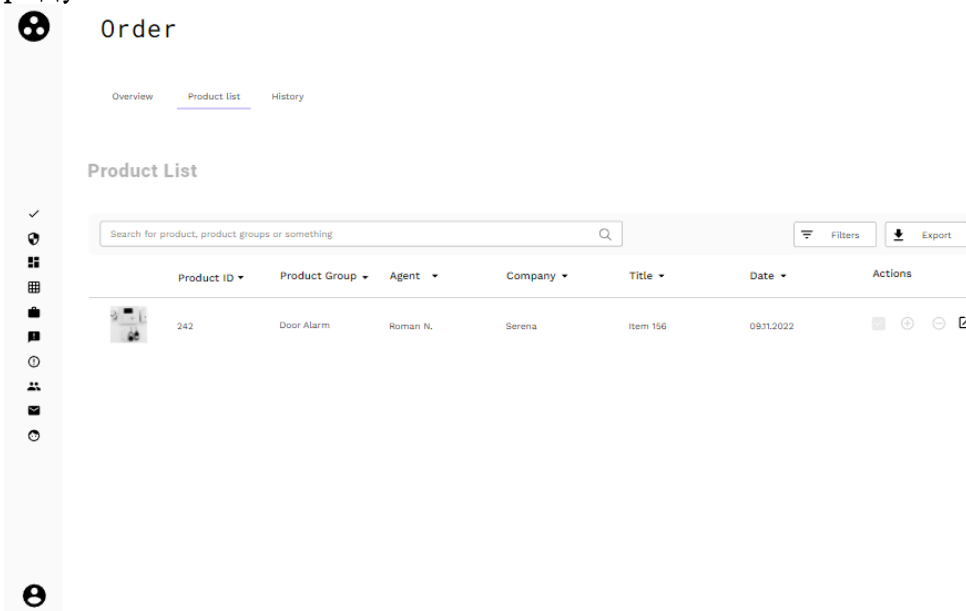 Order
Overview Product list History
Product List
Search for product, product groups or something Filters Export
Product ID Product Group Agent Company Title Date Actions
242 Door Alarm Roman N. Serena Item 156 09.11.2022